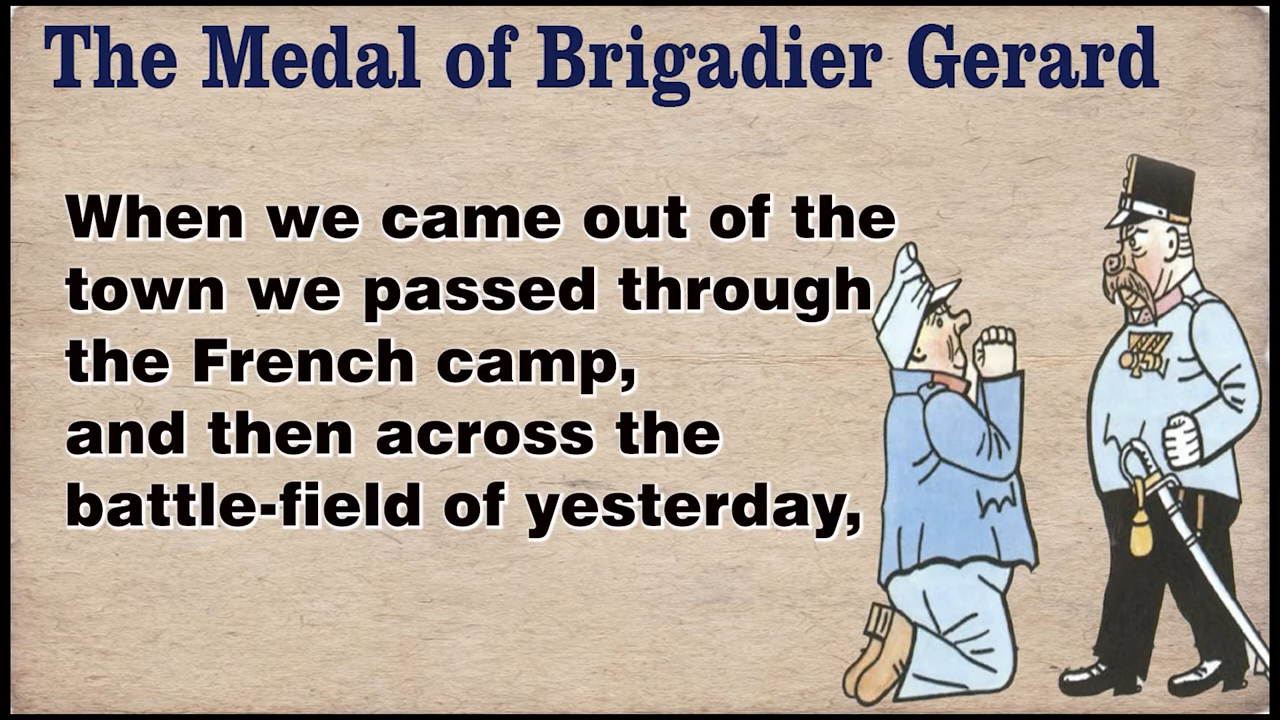 The Medal of Brigadier Gerard
When we came out of the
town we passed through
the French camp,
and then across the
battle-field of yesterday,